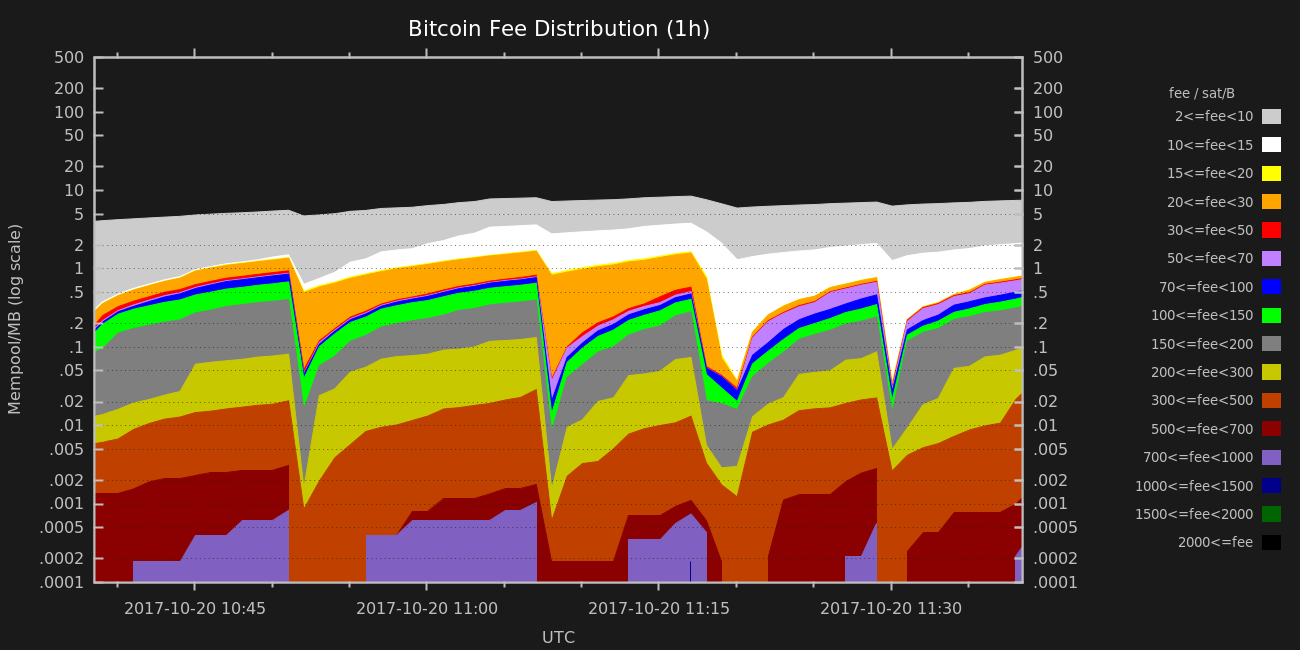 Bitcoin Fee Distribution (1h)
Mempool/MB (log scale)
500
200
100
50
20
10
5
2
1
.5
.2
.1
.05
.02
.01
.005
.002
.001
.0005
.0002
.0001
500
200
100
50
20
10
5
2
1
.5
.2
.1
.05
.02
.01
.005
.002
.001
.0005
.0002
.0001
2017-10-20 10:45
2017-10-20 11:00
2017-10-20 11:15
2017-10-20 11:30
UTC
fee / sat/B
2<=fee<10
10<=fee<15
15<=fee<20
20<=fee<30
30<=fee<50
50<=fee<70
70<=fee<100
100<=fee<150
150<=fee<200
200<=fee<300
300<=fee<500
500<=fee<700
700<=fee<1000
1000<=fee<1500
1500<=fee<2000
2000<=fee